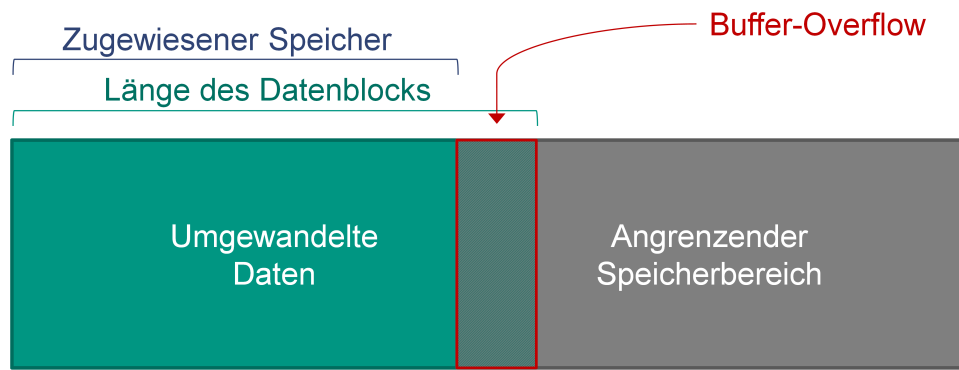 Buffer-Overflow
Zugewiesener Speicher
Länge des Datenblocks
Umgewandelte
Daten
Angrenzender
Speicherbereich